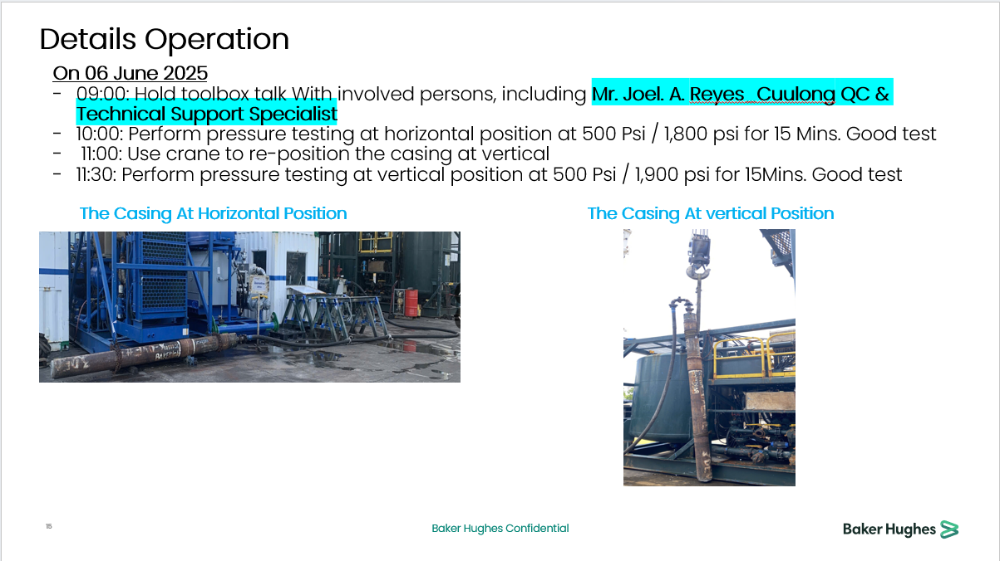 Details Operation
On 06 June 2025
- 09:00: Hold toolbox talk With involved persons, including Mr. Joel. A. Reyes_Cuulong QC &
Technical Support Specialist
- 10:00: Perform pressure testing at horizontal position at 500 Psi / 1,800 psi for 15 Mins. Good test
- 11:00: Use crane to re-position the casing at vertical
- 11:30: Perform pressure testing at vertical position at 500 Psi / 1,900 psi for 15Mins. Good test
The Casing At Horizontal Position
The Casing At vertical Position
15
Baker Hughes Confidential
Baker Hughes